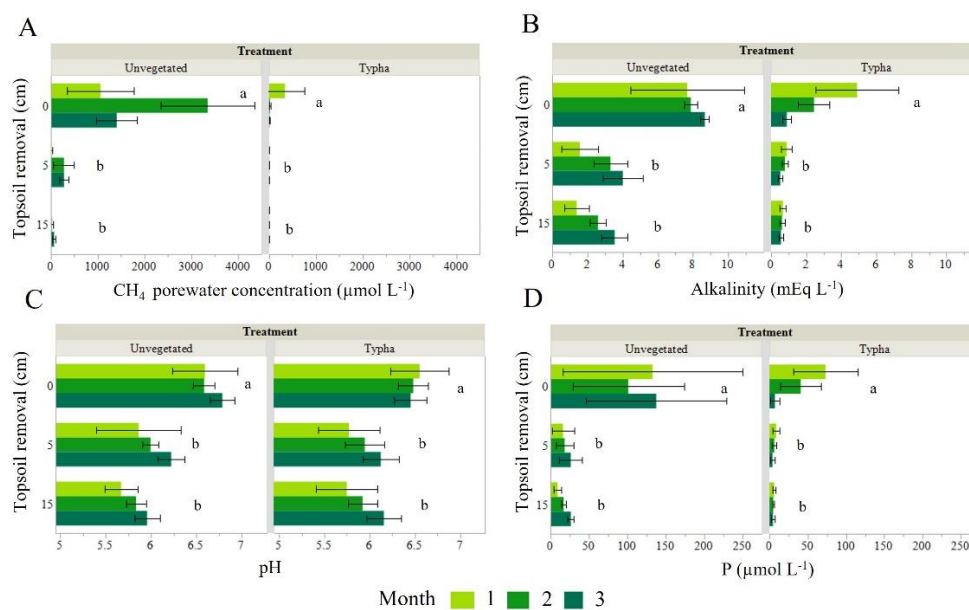 A
Treatment
Unvegetated Typha
Topsoil removal (cm)
0 a a
5 b b
15 b b
0 1000 2000 3000 4000 0 1000 2000 3000 4000
CH₄ porewater concentration (µmol L⁻¹)
B
Treatment
Unvegetated Typha
Topsoil removal (cm)
0 a a
5 b b
15 b b
0 2 4 6 8 10 0 2 4 6 8 10
Alkalinity (mEq L⁻¹)
C
Treatment
Unvegetated Typha
Topsoil removal (cm)
0 a a
5 b b
15 b b
5 5.5 6 6.5 7 5 5.5 6 6.5 7
pH
D
Treatment
Unvegetated Typha
Topsoil removal (cm)
0 a a
5 b b
15 b b
0 50 100 150 200 250 0 50 100 150 200 250
P (µmol L⁻¹)
Month 1 2 3